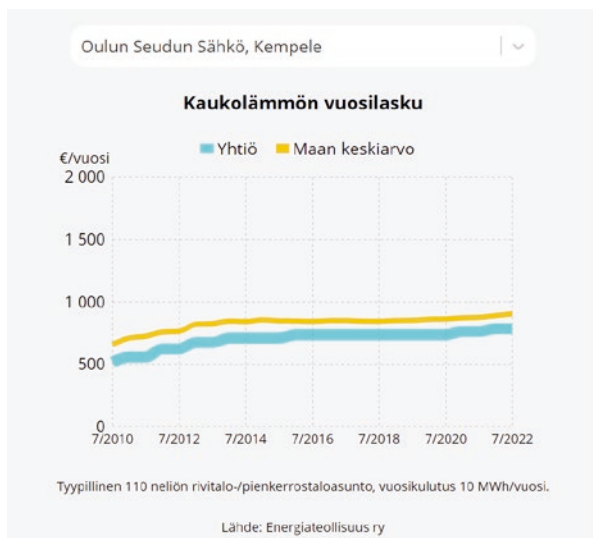 Oulun Seudun Sähkö, Kempele
Kaukolämmön vuosilasku
Yhtiö Maan keskiarvo
€/vuosi
2 000
1 500
1 000
500
0
7/2010 7/2012 7/2014 7/2016 7/2018 7/2020 7/2022
Tyypillinen 110 neliön rivitalo-/pienkerrostaloasunto, vuosikulutus 10 MWh/vuosi.
Lähde: Energiateollisuus ry